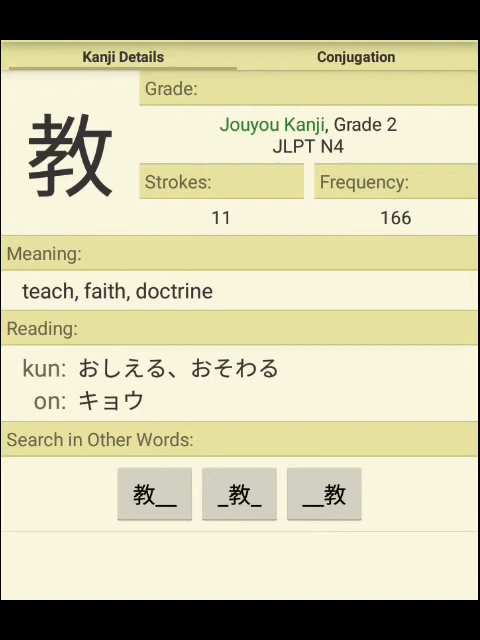 Kanji Details
Conjugation
教
Grade:
Jouyou Kanji, Grade 2
JLPT N4
Strokes:
Frequency:
11
166
Meaning:
teach, faith, doctrine
Reading:
kun: おしえる、おそわる
on: キョウ
Search in Other Words:
教__
_教_
__教